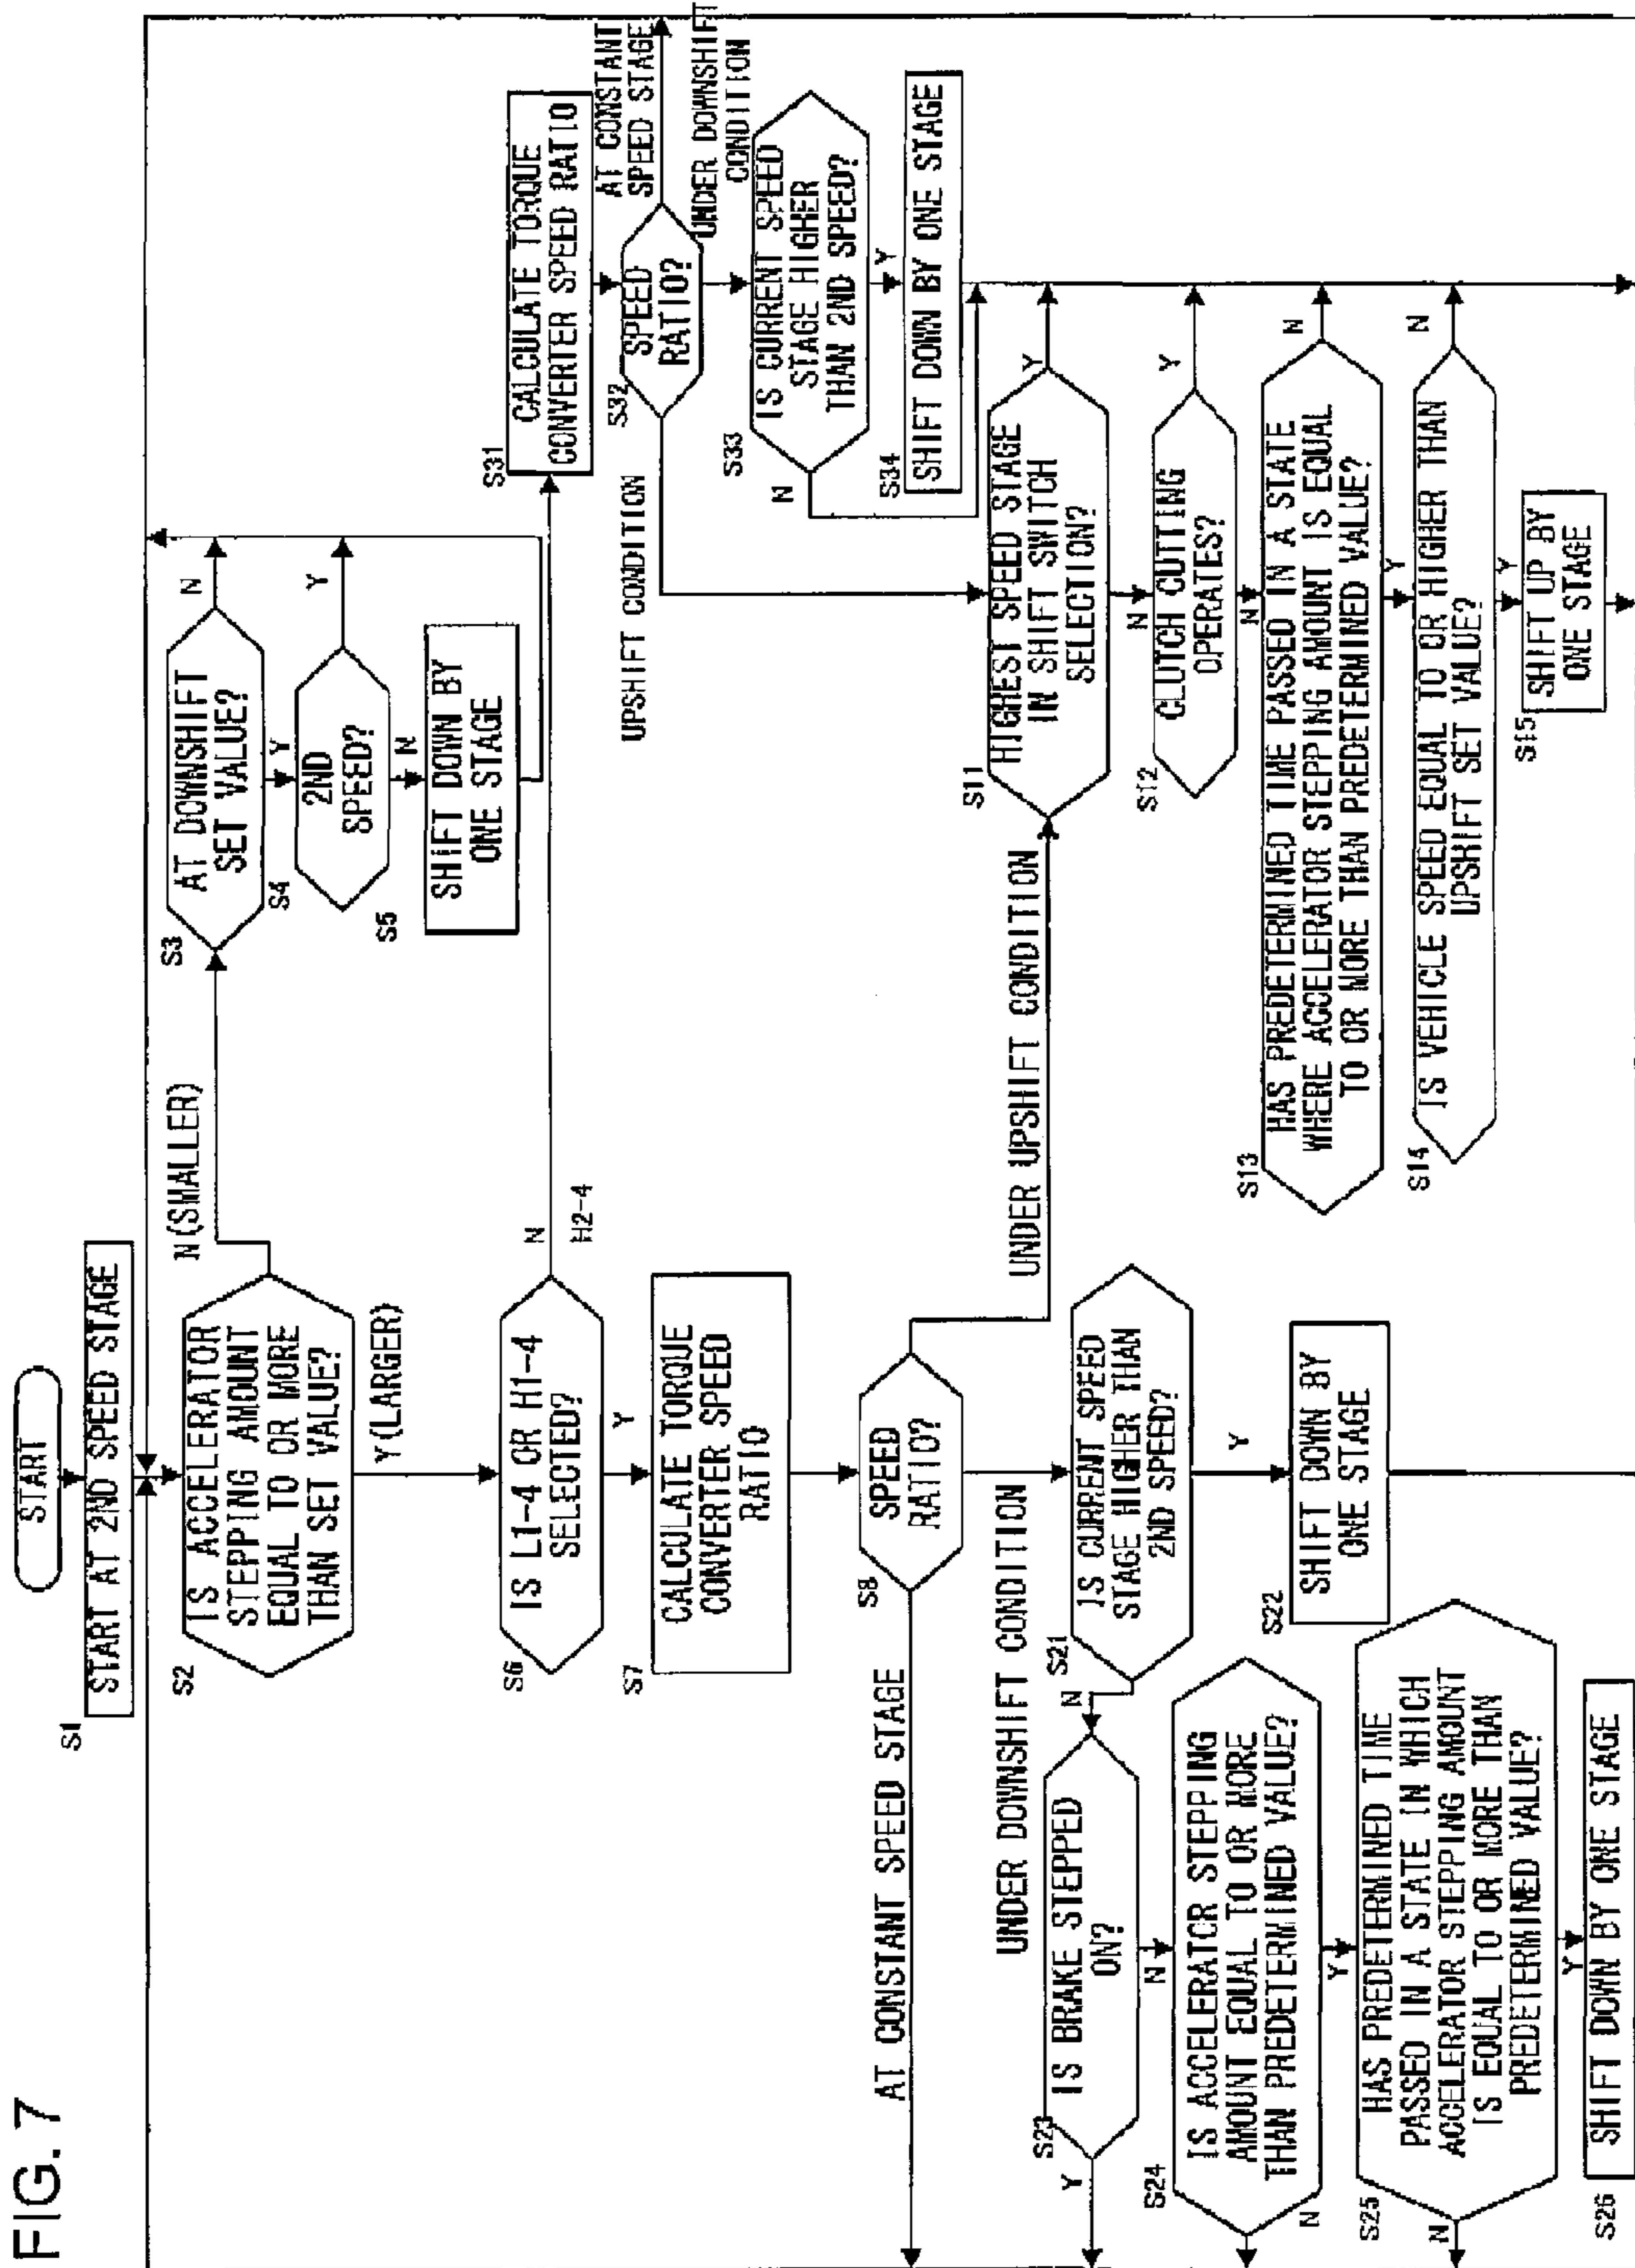 FIG. 7
START
S1
START AT 2ND SPEED STAGE
S2
IS ACCELERATOR
STEPPING AMOUNT
EQUAL TO OR MORE
THAN SET VALUE?
N(SMALLER)
Y(LARGER)
S3
AT DOWNSHIFT
SET VALUE?
N
Y
S4
2ND
SPEED?
Y
N
S5
SHIFT DOWN BY
ONE STAGE
S6
IS L1-4 OR H1-4
SELECTED?
N
H2-4
Y
S7
CALCULATE TORQUE
CONVERTER SPEED
RATIO
S31
CALCULATE TORQUE
CONVERTER SPEED RATIO
AT CONSTANT
SPEED STAGE
S32
SPEED
RATIO?
UNDER DOWNSHIFT
CONDITION
UPSHIFT CONDITION
S33
IS CURRENT SPEED
STAGE HIGHER
THAN 2ND SPEED?
N
Y
S34
SHIFT DOWN BY ONE STAGE
S8
SPEED
RATIO?
AT CONSTANT SPEED STAGE
UNDER UPSHIFT CONDITION
UNDER DOWNSHIFT CONDITION
S11
HIGHEST SPEED STAGE
IN SHIFT SWITCH
SELECTION?
Y
N
S12
CLUTCH CUTTING
OPERATES?
Y
N
S13
HAS PREDETERMINED TIME PASSED IN A STATE
WHERE ACCELERATOR STEPPING AMOUNT IS EQUAL
TO OR MORE THAN PREDETERMINED VALUE?
N
Y
S14
IS VEHICLE SPEED EQUAL TO OR HIGHER THAN
UPSHIFT SET VALUE?
N
Y
S15
SHIFT UP BY
ONE STAGE
S21
IS CURRENT SPEED
STAGE HIGHER THAN
2ND SPEED?
N
Y
S22
SHIFT DOWN BY
ONE STAGE
S23
IS BRAKE STEPPED
ON?
Y
N
S24
IS ACCELERATOR STEPPING
AMOUNT EQUAL TO OR MORE
THAN PREDETERMINED VALUE?
N
Y
S25
HAS PREDETERMINED TIME
PASSED IN A STATE IN WHICH
ACCELERATOR STEPPING AMOUNT
IS EQUAL TO OR MORE THAN
PREDETERMINED VALUE?
N
Y
S26
SHIFT DOWN BY ONE STAGE